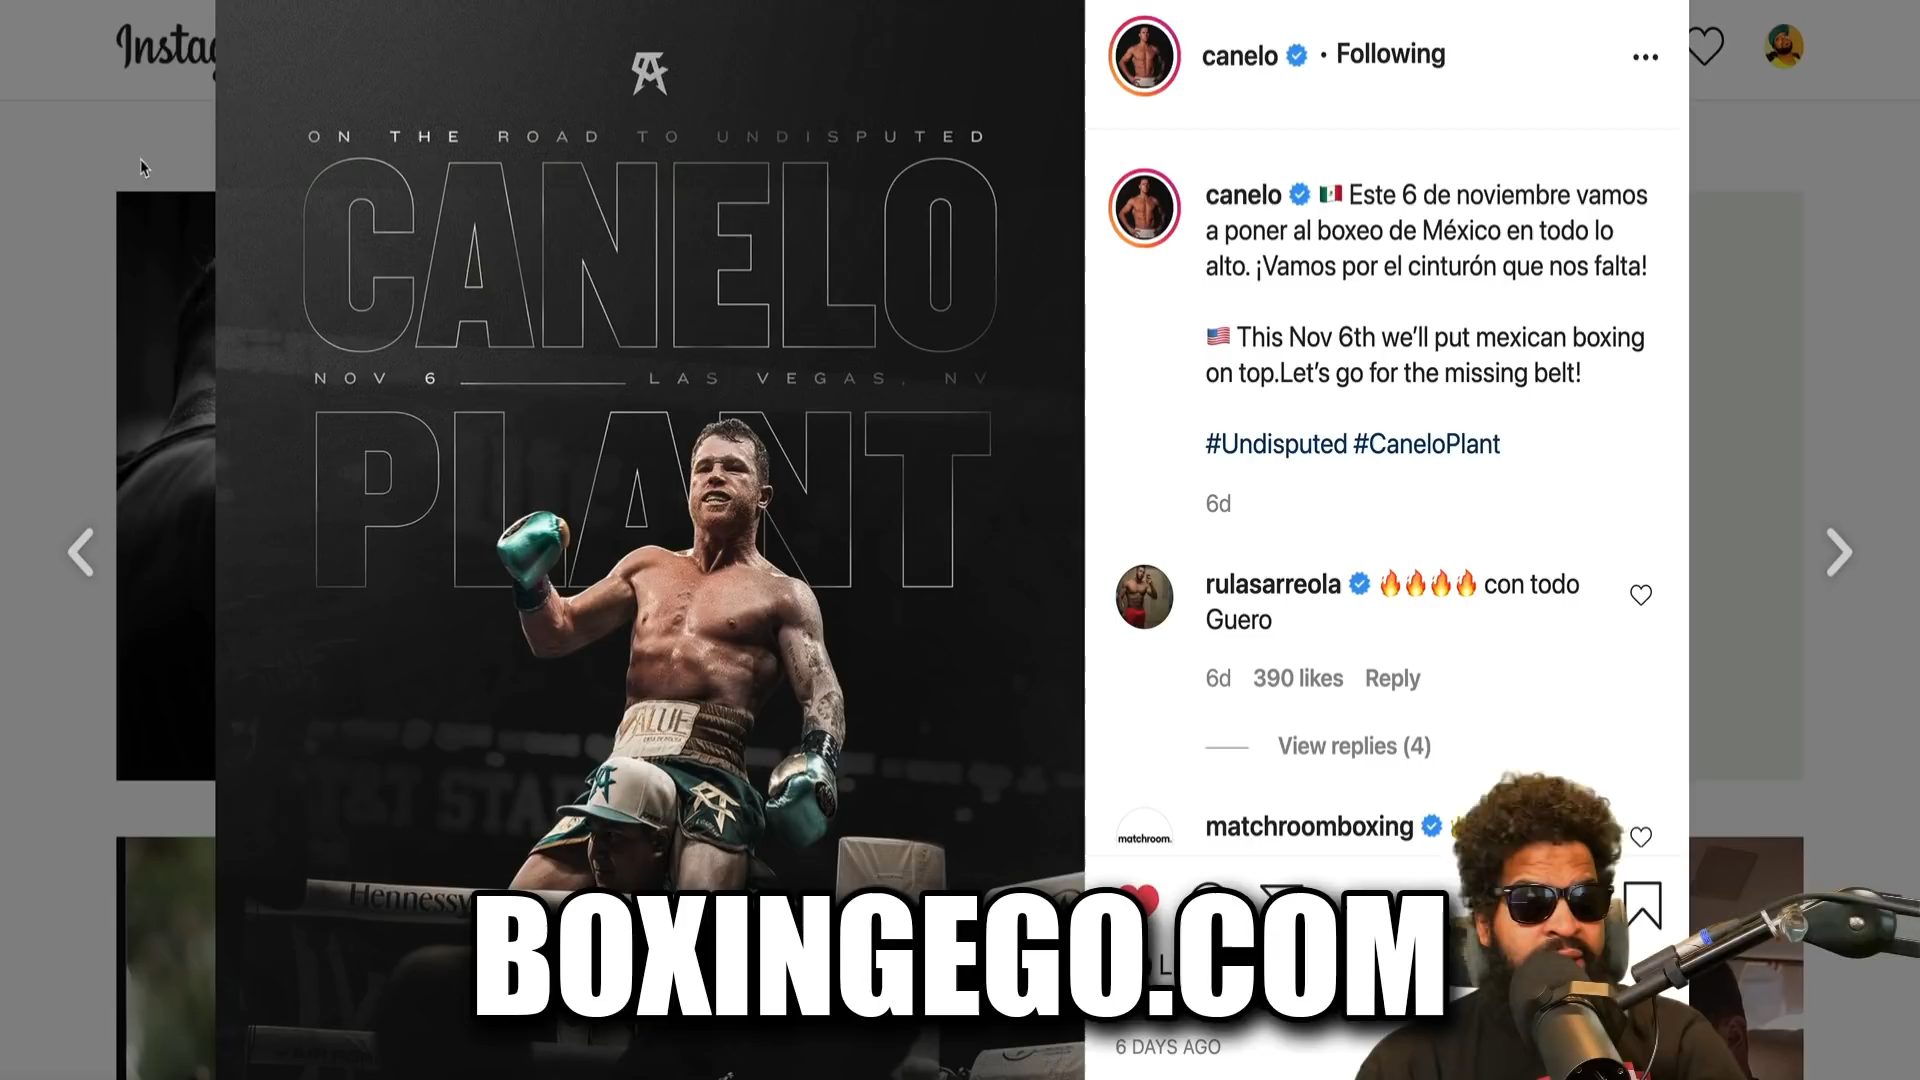 Instag
ON THE ROAD TO UNDISPUTED
CANELO
NOV 6 LAS VEGAS, NV
PLANT
ALUE
Hennessy
canelo • Following
canelo 🇲🇽 Este 6 de noviembre vamos
a poner al boxeo de México en todo lo
alto. ¡Vamos por el cinturón que nos falta!
🇺🇸 This Nov 6th we'll put mexican boxing
on top.Let's go for the missing belt!
#Undisputed #CaneloPlant
6d
rulasarreola 🔥🔥🔥🔥 con todo
Guero
6d 390 likes Reply
View replies (4)
matchroom.
matchroomboxing
BOXINGEGO.COM
6 DAYS AGO